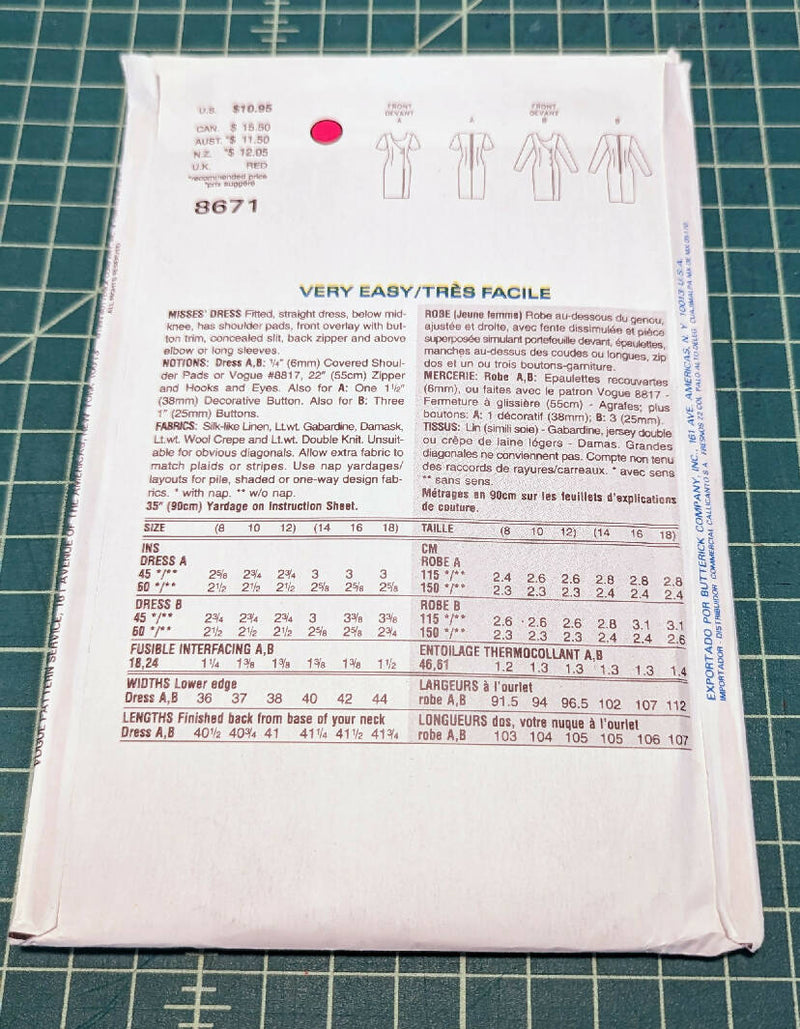 U.S. $10.95
CAN. $ 15.50
AUST. *$ 11.50
N.Z. *$ 12.05
U.K. RED
*recommended price
*prix suggéré
8671
FRONT
DEVANT
A
A
FRONT
DEVANT
B
B
VERY EASY/TRÈS FACILE
MISSES' DRESS Fitted, straight dress, below mid-
knee, has shoulder pads, front overlay with but-
ton trim, concealed slit, back zipper and above
elbow or long sleeves.
NOTIONS: Dress A,B: ¼" (6mm) Covered Shoul-
der Pads or Vogue #8817, 22" (55cm) Zipper
and Hooks and Eyes. Also for A: One 1½"
(38mm) Decorative Button. Also for B: Three
1" (25mm) Buttons.
FABRICS: Silk-like Linen, Lt.wt. Gabardine, Damask,
Lt.wt. Wool Crepe and Lt.wt. Double Knit. Unsuit-
able for obvious diagonals. Allow extra fabric to
match plaids or stripes. Use nap yardages/
layouts for pile, shaded or one-way design fab-
rics. * with nap. ** w/o nap.
35" (90cm) Yardage on Instruction Sheet.
SIZE (8 10 12) (14 16 18)
INS
DRESS A
45 */** 2⅝ 2¾ 2¾ 3 3 3
60 */** 2½ 2½ 2½ 2⅝ 2⅝ 2⅝
DRESS B
45 */** 2¾ 2¾ 2¾ 3 3⅜ 3⅜
60 */** 2½ 2½ 2½ 2⅝ 2⅝ 2¾
FUSIBLE INTERFACING A,B
18,24 1¼ 1⅜ 1⅜ 1⅜ 1⅜ 1½
WIDTHS Lower edge
Dress A,B 36 37 38 40 42 44
LENGTHS Finished back from base of your neck
Dress A,B 40½ 40¾ 41 41¼ 41½ 41¾
ROBE (Jeune femme) Robe au-dessous du genou,
ajustée et droite, avec fente dissimulée et pièce
superposée simulant portefeuille devant, épaulettes,
manches au-dessus des coudes ou longues, zip
dos et un ou trois boutons-garniture.
MERCERIE: Robe A,B: Epaulettes recouvertes
(6mm), ou faites avec le patron Vogue 8817 -
Fermeture à glissière (55cm) - Agrafes; plus
boutons: A: 1 décoratif (38mm); B: 3 (25mm).
TISSUS: Lin (simili soie) - Gabardine, jersey double
ou crêpe de laine légers - Damas. Grandes
diagonales ne conviennent pas. Compte non tenu
des raccords de rayures/carreaux. * avec sens
** sans sens.
Métrages en 90cm sur les feuillets d'explications
de couture.
TAILLE (8 10 12) (14 16 18)
CM
ROBE A
115 */** 2.4 2.6 2.6 2.8 2.8 2.8
150 */** 2.3 2.3 2.3 2.4 2.4 2.4
ROBE B
115 */** 2.6 2.6 2.6 2.8 3.1 3.1
150 */** 2.3 2.3 2.3 2.4 2.4 2.6
ENTOILAGE THERMOCOLLANT A,B
46,61 1.2 1.3 1.3 1.3 1.3 1.4
LARGEURS à l'ourlet
robe A,B 91.5 94 96.5 102 107 112
LONGUEURS dos, votre nuque à l'ourlet
robe A,B 103 104 105 105 106 107
EXPORTADO POR BUTTERICK COMPANY, INC., 161 AVE. AMERICAS, N. Y. 10013 U.S.A.
IMPORTADOR - DISTRIBUIDOR COMMERCIAL CALLICANTO S A
VOGUE PATTERN SERVICE, 161 AVENUE OF THE AMERICAS
ALL RIGHTS RESERVED